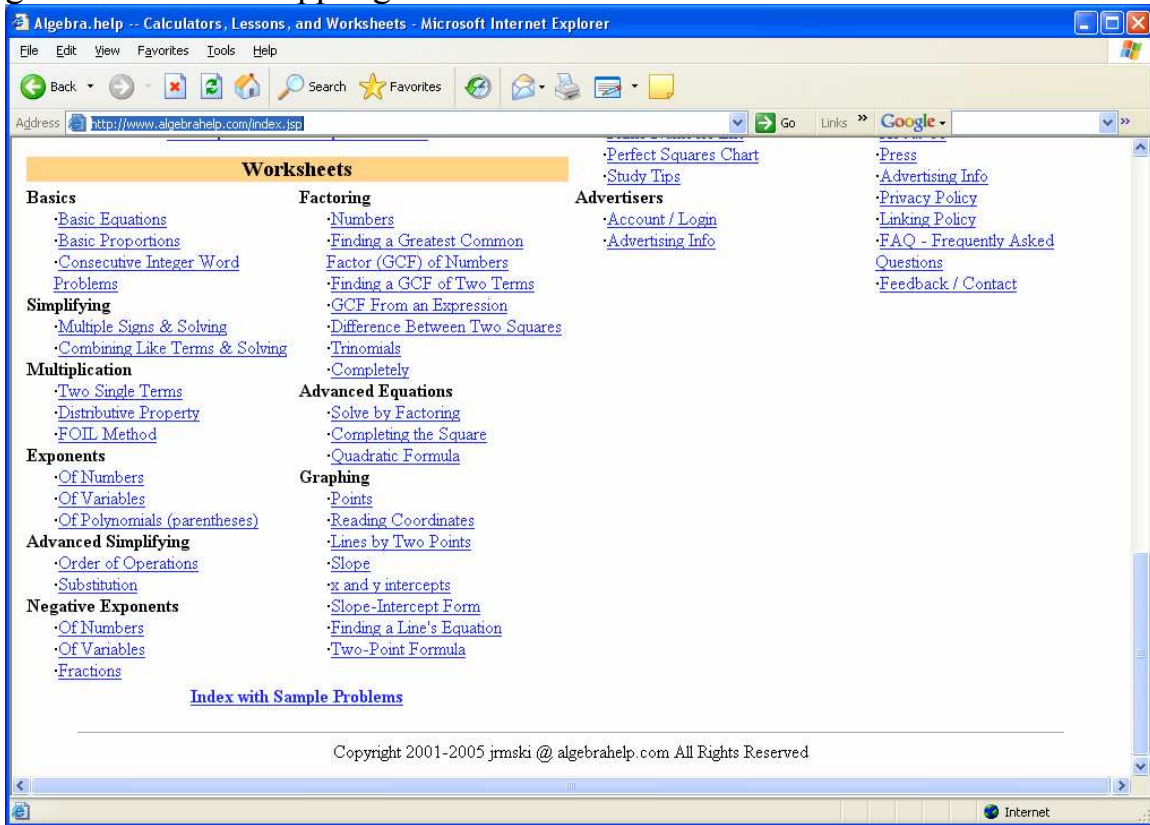 Algebra.help -- Calculators, Lessons, and Worksheets - Microsoft Internet Explorer
File Edit View Favorites Tools Help
Back Search Favorites
Address http://www.algebrahelp.com/index.jsp Go Links » Google »
Worksheets
Basics
·Basic Equations
·Basic Proportions
·Consecutive Integer Word
Problems
Simplifying
·Multiple Signs & Solving
·Combining Like Terms & Solving
Multiplication
·Two Single Terms
·Distributive Property
·FOIL Method
Exponents
·Of Numbers
·Of Variables
·Of Polynomials (parentheses)
Advanced Simplifying
·Order of Operations
·Substitution
Negative Exponents
·Of Numbers
·Of Variables
·Fractions
Factoring
·Numbers
·Finding a Greatest Common
Factor (GCF) of Numbers
·Finding a GCF of Two Terms
·GCF From an Expression
·Difference Between Two Squares
·Trinomials
·Completely
Advanced Equations
·Solve by Factoring
·Completing the Square
·Quadratic Formula
Graphing
·Points
·Reading Coordinates
·Lines by Two Points
·Slope
·x and y intercepts
·Slope-Intercept Form
·Finding a Line's Equation
·Two-Point Formula
Index with Sample Problems
·Perfect Squares Chart
·Study Tips
Advertisers
·Account / Login
·Advertising Info
·Press
·Advertising Info
·Privacy Policy
·Linking Policy
·FAQ - Frequently Asked
Questions
·Feedback / Contact
Copyright 2001-2005 jrmski @ algebrahelp.com All Rights Reserved
Internet